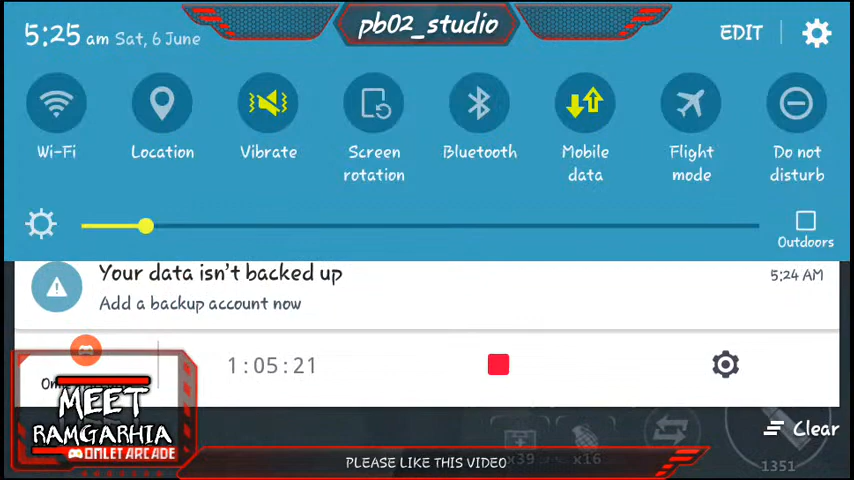 pb02_studio
5:25 am Sat, 6 June
EDIT
Wi-Fi
Location
Vibrate
Screen rotation
Bluetooth
Mobile data
Flight mode
Do not disturb
Outdoors
Your data isn't backed up
5:24 AM
Add a backup account now
1:05:21
MEET
RAMGARHIA
OMLET ARCADE
PLEASE LIKE THIS VIDEO
x39
x16
Clear
1351